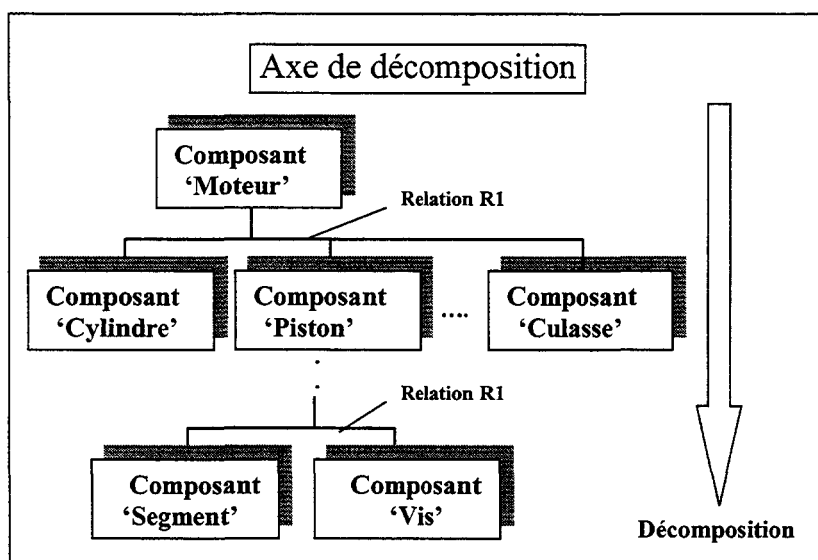 Axe de décomposition
Composant
‘Moteur’
Relation R1
Composant
‘Cylindre’
Composant
‘Piston’
....
Composant
‘Culasse’
Relation R1
Composant
‘Segment’
Composant
‘Vis’
Décomposition